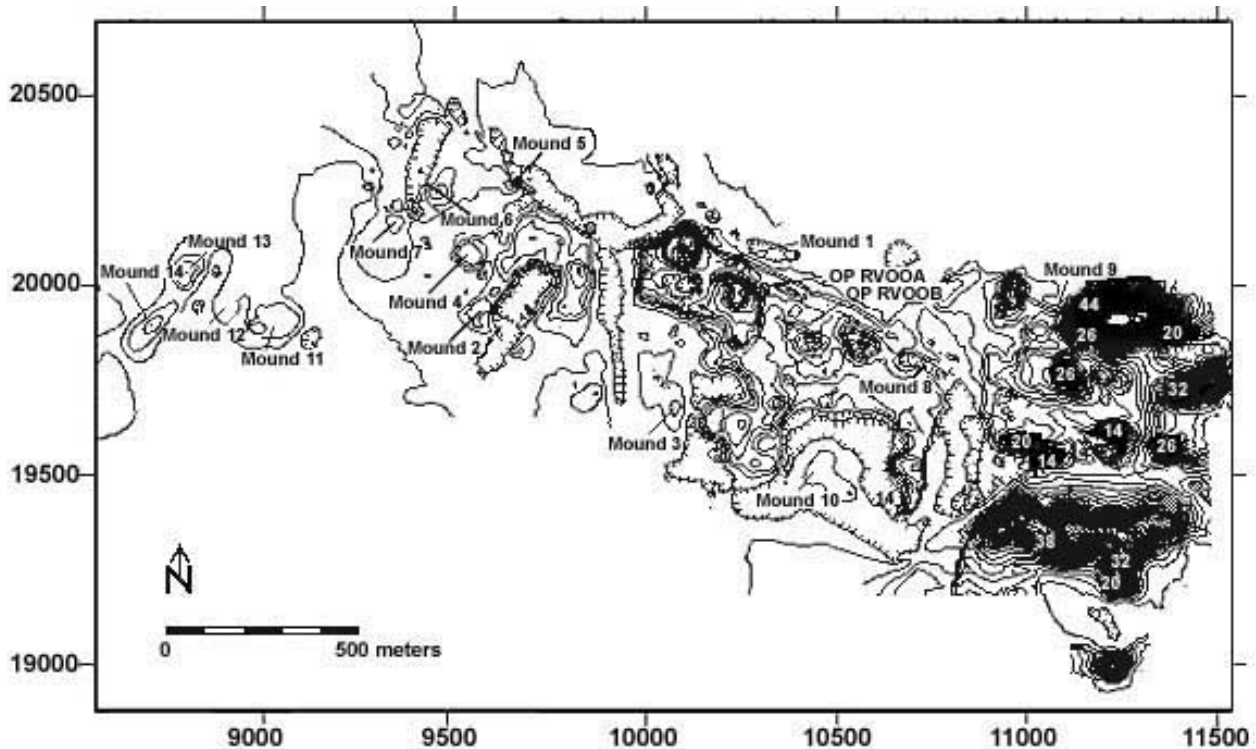 20500
Mound 5
Mound 6
Mound 7
Mound 13
Mound 1
Mound 14
20000
OP RVOOA
OP RVOOB
Mound 9
Mound 4
44
26
20
Mound 12
Mound 2
Mound 11
Mound 8
32
Mound 3
14
20
26
19500
Mound 10
14
32
20
N
0
500 meters
19000
9000
9500
10000
10500
11000
11500